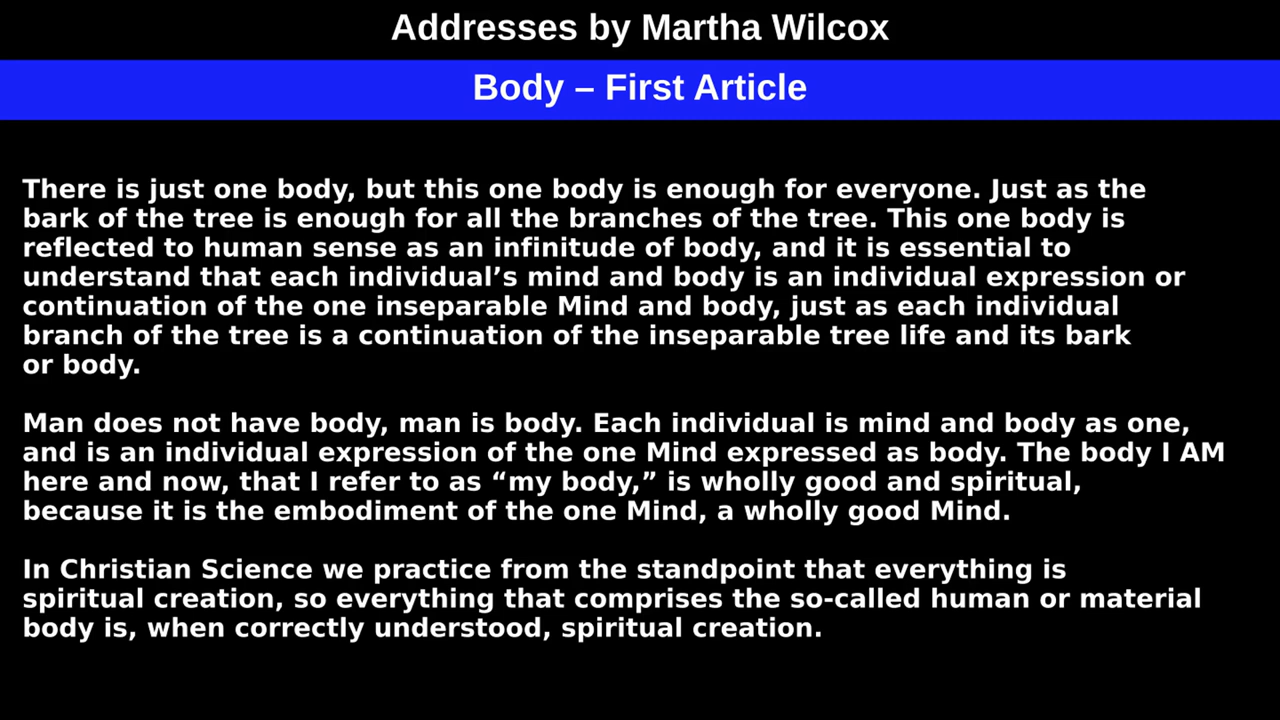 Addresses by Martha Wilcox
Body – First Article
There is just one body, but this one body is enough for everyone. Just as the
bark of the tree is enough for all the branches of the tree. This one body is
reflected to human sense as an infinitude of body, and it is essential to
understand that each individual’s mind and body is an individual expression or
continuation of the one inseparable Mind and body, just as each individual
branch of the tree is a continuation of the inseparable tree life and its bark
or body.
Man does not have body, man is body. Each individual is mind and body as one,
and is an individual expression of the one Mind expressed as body. The body I AM
here and now, that I refer to as “my body,” is wholly good and spiritual,
because it is the embodiment of the one Mind, a wholly good Mind.
In Christian Science we practice from the standpoint that everything is
spiritual creation, so everything that comprises the so-called human or material
body is, when correctly understood, spiritual creation.